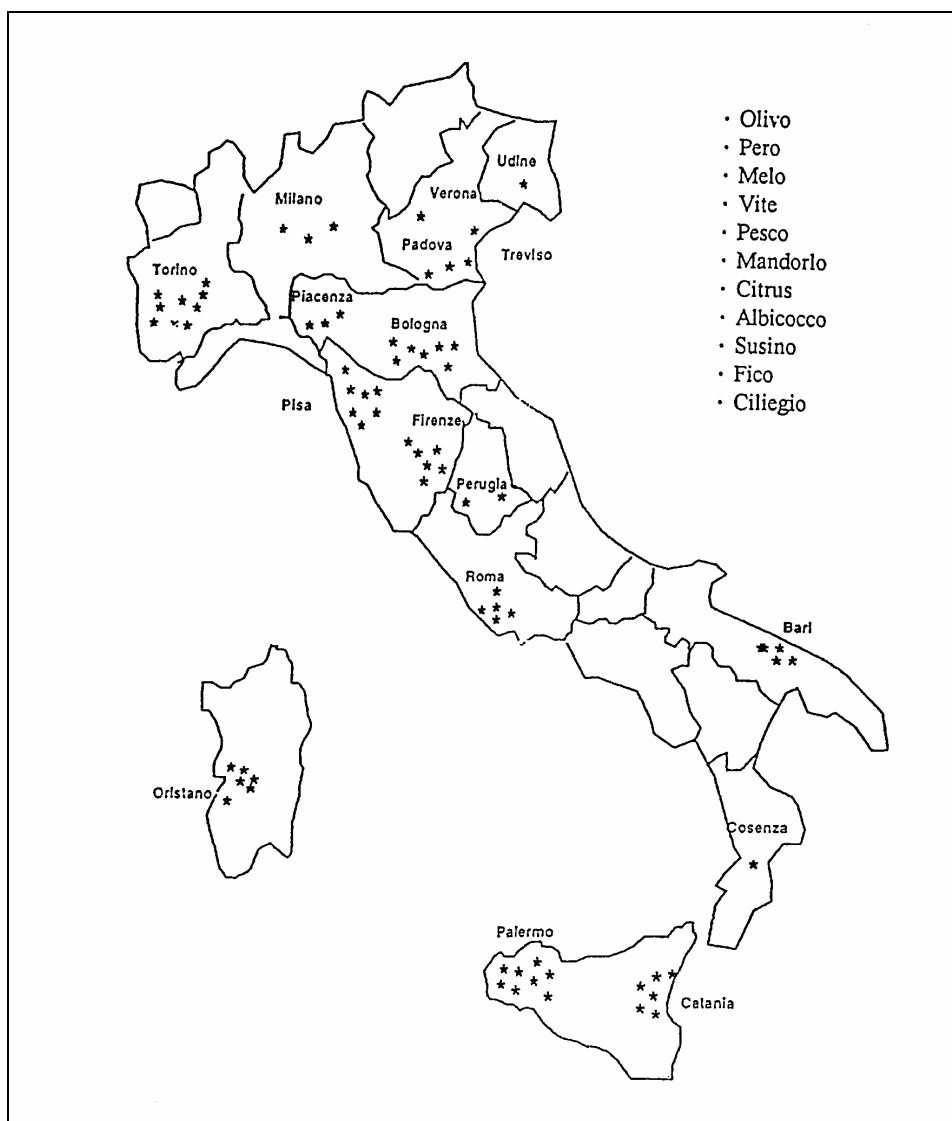 · Olivo
· Pero
· Melo
· Vite
· Pesco
· Mandorlo
· Citrus
· Albicocco
· Susino
· Fico
· Ciliegio
Udine
Verona
Milano
Padova
Treviso
Torino
Piacenza
Bologna
Pisa
Firenze
Perugia
Roma
Bari
Oristano
Cosenza
Palermo
Catania